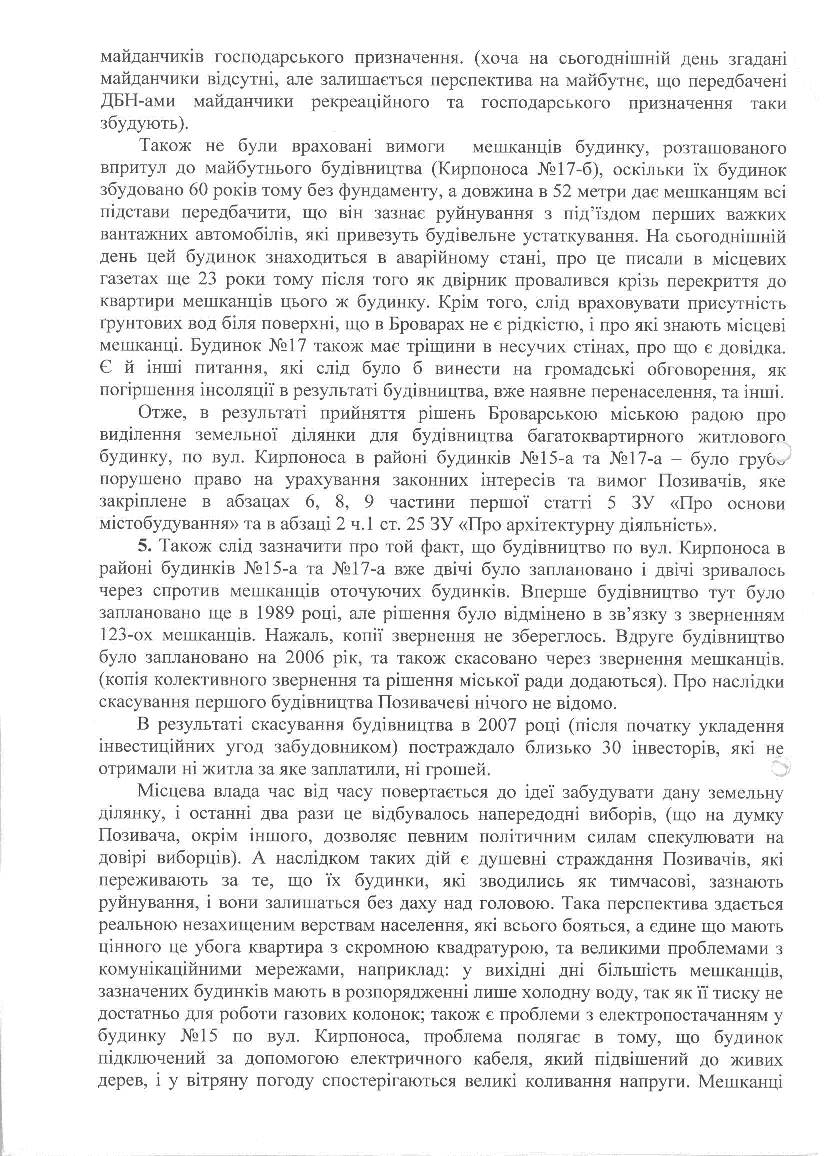 майданчиків господарського призначення. (хоча на сьогоднішній день згадані
майданчики відсутні, але залишається перспектива на майбутнє, що передбачені
ДБН-ами майданчики рекреаційного та господарського призначення таки
збудують).
Також не були враховані вимоги мешканців будинку, розташованого
впритул до майбутнього будівництва (Кирпоноса №17-б), оскільки їх будинок
збудовано 60 років тому без фундаменту, а довжина в 52 метри дає мешканцям всі
підстави передбачити, що він зазнає руйнування з під’їздом перших важких
вантажних автомобілів, які привезуть будівельне устаткування. На сьогоднішній
день цей будинок знаходиться в аварійному стані, про це писали в місцевих
газетах ще 23 роки тому після того як двірник провалився крізь перекриття до
квартири мешканців цього ж будинку. Крім того, слід враховувати присутність
ґрунтових вод біля поверхні, що в Броварах не є рідкістю, і про які знають місцеві
мешканці. Будинок №17 також має тріщини в несучих стінах, про що є довідка.
Є й інші питання, які слід було б винести на громадські обговорення, як
погіршення інсоляції в результаті будівництва, вже наявне перенаселення, та інші.
Отже, в результаті прийняття рішень Броварською міською радою про
виділення земельної ділянки для будівництва багатоквартирного житлового
будинку, по вул. Кирпоноса в районі будинків №15-а та №17-а – було грубо
порушено право на урахування законних інтересів та вимог Позивачів, яке
закріплене в абзацах 6, 8, 9 частини першої статті 5 ЗУ «Про основи
містобудування» та в абзаці 2 ч.1 ст. 25 ЗУ «Про архітектурну діяльність».
5. Також слід зазначити про той факт, що будівництво по вул. Кирпоноса в
районі будинків №15-а та №17-а вже двічі було заплановано і двічі зривалось
через спротив мешканців оточуючих будинків. Вперше будівництво тут було
заплановано ще в 1989 році, але рішення було відмінено в зв’язку з зверненням
123-ох мешканців. Нажаль, копії звернення не збереглось. Вдруге будівництво
було заплановано на 2006 рік, та також скасовано через звернення мешканців.
(копія колективного звернення та рішення міської ради додаються). Про наслідки
скасування першого будівництва Позивачеві нічого не відомо.
В результаті скасування будівництва в 2007 році (після початку укладення
інвестиційних угод забудовником) постраждало близько 30 інвесторів, які не
отримали ні житла за яке заплатили, ні грошей.
Місцева влада час від часу повертається до ідеї забудувати дану земельну
ділянку, і останні два рази це відбувалось напередодні виборів, (що на думку
Позивача, окрім іншого, дозволяє певним політичним силам спекулювати на
довірі виборців). А наслідком таких дій є душевні страждання Позивачів, які
переживають за те, що їх будинки, які зводились як тимчасові, зазнають
руйнування, і вони залишаться без даху над головою. Така перспектива здається
реальною незахищеним верствам населення, які всього бояться, а єдине що мають
цінного це убога квартира з скромною квадратурою, та великими проблемами з
комунікаційними мережами, наприклад: у вихідні дні більшість мешканців,
зазначених будинків мають в розпорядженні лише холодну воду, так як її тиску не
достатньо для роботи газових колонок; також є проблеми з електропостачанням у
будинку №15 по вул. Кирпоноса, проблема полягає в тому, що будинок
підключений за допомогою електричного кабеля, який підвішений до живих
дерев, і у вітряну погоду спостерігаються великі коливання напруги. Мешканці